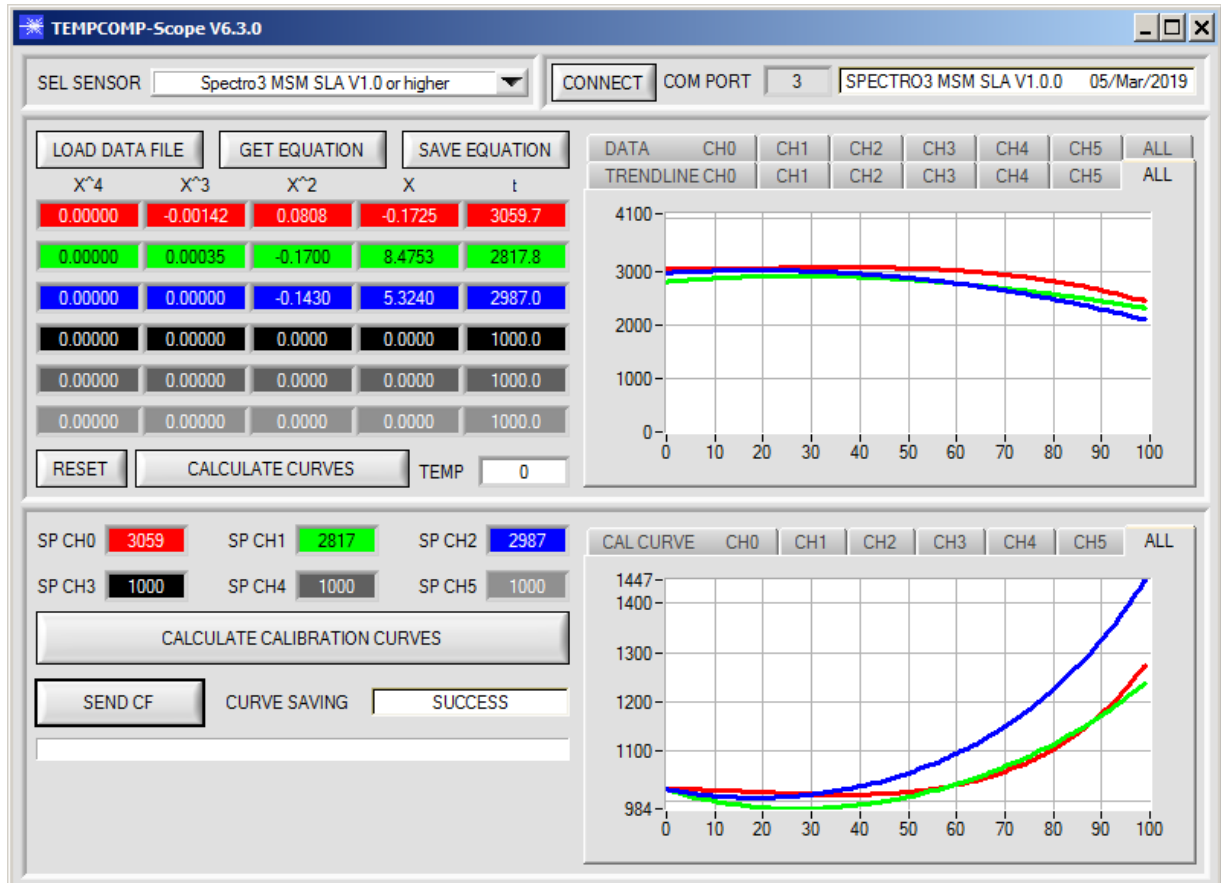 TEMPCOMP-Scope V6.3.0
SEL SENSOR Spectro3 MSM SLA V1.0 or higher
CONNECT COM PORT 3 SPECTRO3 MSM SLA V1.0.0 05/Mar/2019
LOAD DATA FILE GET EQUATION SAVE EQUATION
X^4 X^3 X^2 X t
0.00000 -0.00142 0.0808 -0.1725 3059.7
0.00000 0.00035 -0.1700 8.4753 2817.8
0.00000 0.00000 -0.1430 5.3240 2987.0
0.00000 0.00000 0.0000 0.0000 1000.0
0.00000 0.00000 0.0000 0.0000 1000.0
0.00000 0.00000 0.0000 0.0000 1000.0
RESET CALCULATE CURVES TEMP 0
DATA CH0 CH1 CH2 CH3 CH4 CH5 ALL
TRENDLINE CH0 CH1 CH2 CH3 CH4 CH5 ALL
4100
3000
2000
1000
0
0 10 20 30 40 50 60 70 80 90 100
SP CH0 3059 SP CH1 2817 SP CH2 2987
SP CH3 1000 SP CH4 1000 SP CH5 1000
CALCULATE CALIBRATION CURVES
SEND CF CURVE SAVING SUCCESS
CAL CURVE CH0 CH1 CH2 CH3 CH4 CH5 ALL
1447
1400
1300
1200
1100
984
0 10 20 30 40 50 60 70 80 90 100